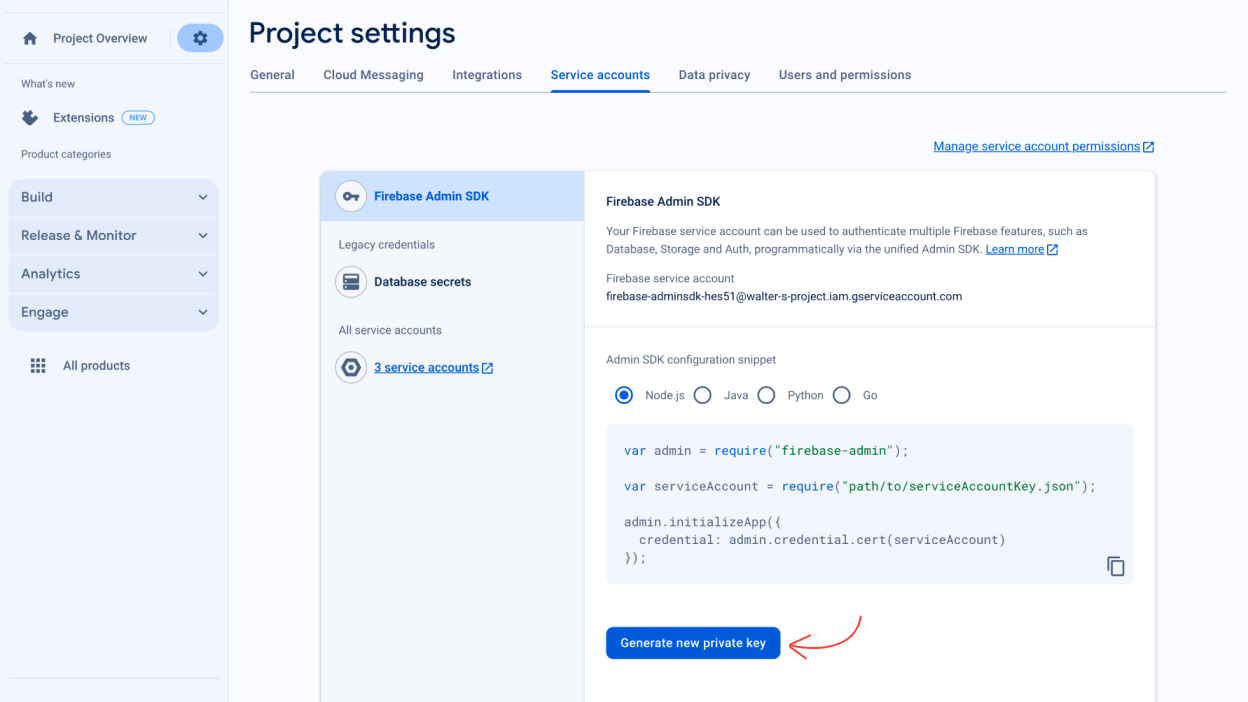 Project Overview
What's new
Extensions NEW
Product categories
Build
Release & Monitor
Analytics
Engage
All products
Project settings
General Cloud Messaging Integrations Service accounts Data privacy Users and permissions
Manage service account permissions
Firebase Admin SDK
Legacy credentials
Database secrets
All service accounts
3 service accounts
Firebase Admin SDK
Your Firebase service account can be used to authenticate multiple Firebase features, such as
Database, Storage and Auth, programmatically via the unified Admin SDK. Learn more
Firebase service account
firebase-adminsdk-hes51@walter-s-project.iam.gserviceaccount.com
Admin SDK configuration snippet
Node.js Java Python Go
var admin = require("firebase-admin");
var serviceAccount = require("path/to/serviceAccountKey.json");
admin.initializeApp({
  credential: admin.credential.cert(serviceAccount)
});
Generate new private key